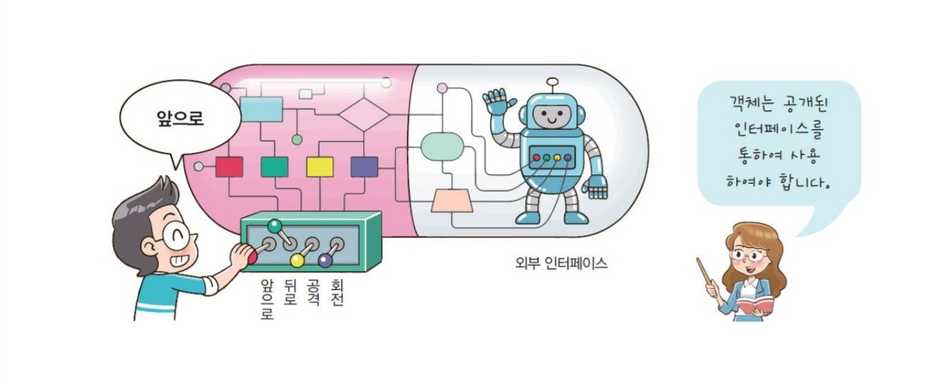 앞으로
객체는 공개된
인터페이스를
통하여 사용
하여야 합니다.
외부 인터페이스
앞으로
뒤로
공격
회전